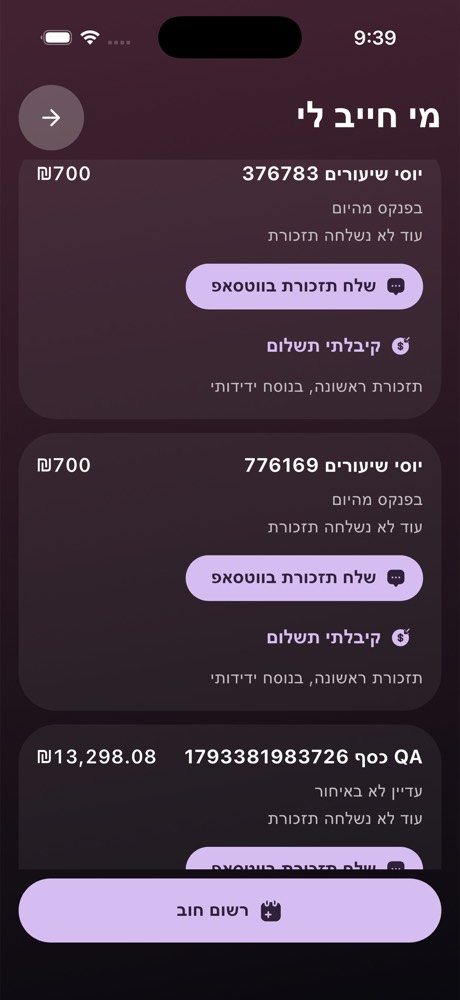 9:39
מי חייב לי
יוסי שיעורים 376783 ₪700
בפנקס מהיום
עוד לא נשלחה תזכורת
שלח תזכורת בווטסאפ
קיבלתי תשלום
תזכורת ראשונה, בנוסח ידידותי
יוסי שיעורים 776169 ₪700
בפנקס מהיום
עוד לא נשלחה תזכורת
שלח תזכורת בווטסאפ
קיבלתי תשלום
תזכורת ראשונה, בנוסח ידידותי
QA כסף 1793381983726 ₪13,298.08
עדיין לא באיחור
עוד לא נשלחה תזכורת
שלח תזכורת בווטסאפ
רשום חוב